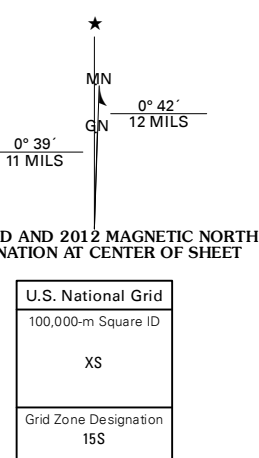 ★
MN
0° 42´
12 MILS
GN
0° 39´
11 MILS
D AND 2012 MAGNETIC NORTH
NATION AT CENTER OF SHEET
U.S. National Grid
100,000-m Square ID
XS
Grid Zone Designation
15S